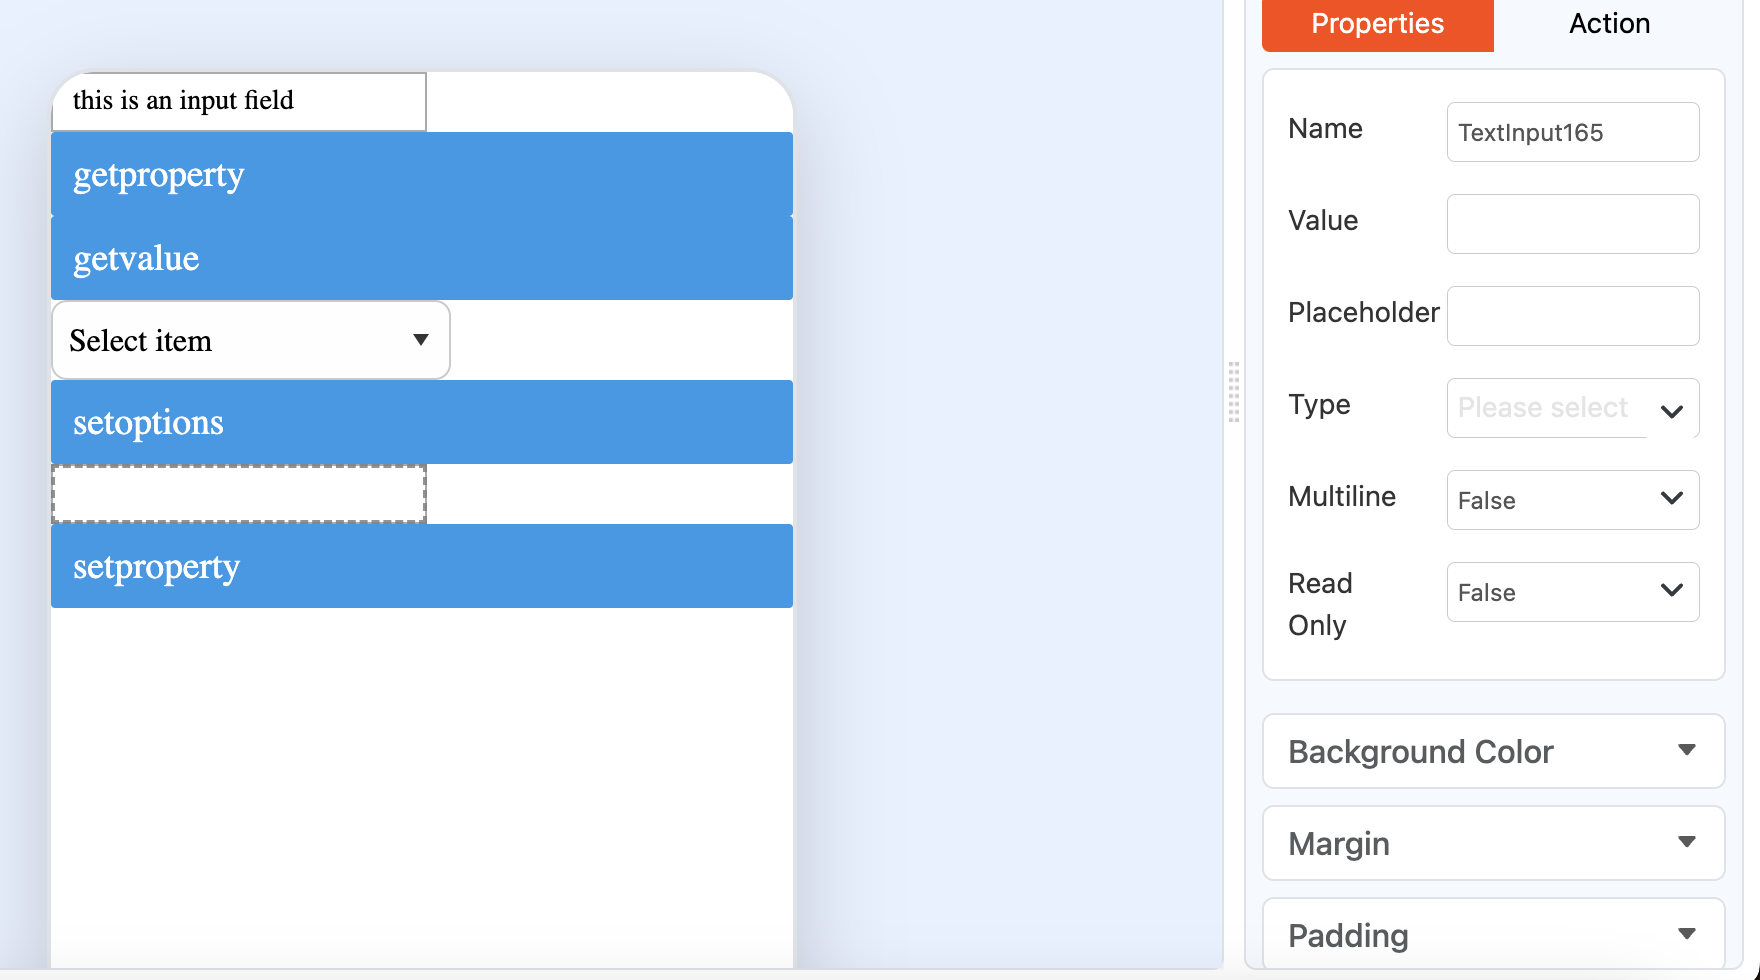 this is an input field
getproperty
getvalue
Select item
setoptions
setproperty
Properties Action
Name TextInput165
Value
Placeholder
Type Please select
Multiline False
Read
Only False
Background Color
Margin
Padding